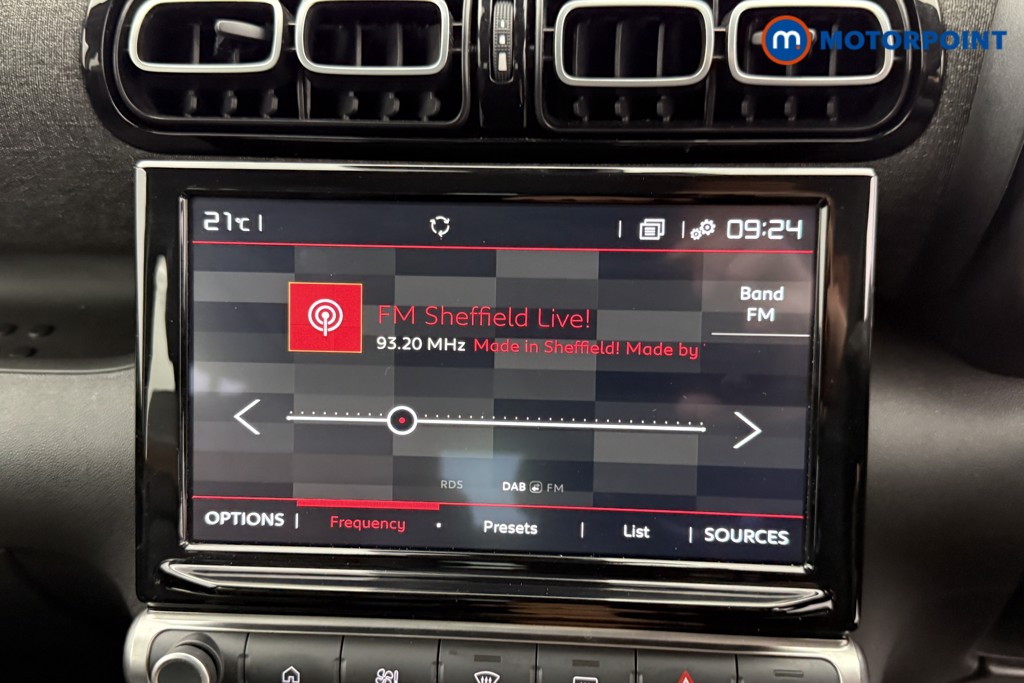 m MOTORPOINT
21°C 09:24
Band
FM
FM Sheffield Live!
93.20 MHz Made in Sheffield! Made by
RDS DAB FM
OPTIONS Frequency Presets List SOURCES